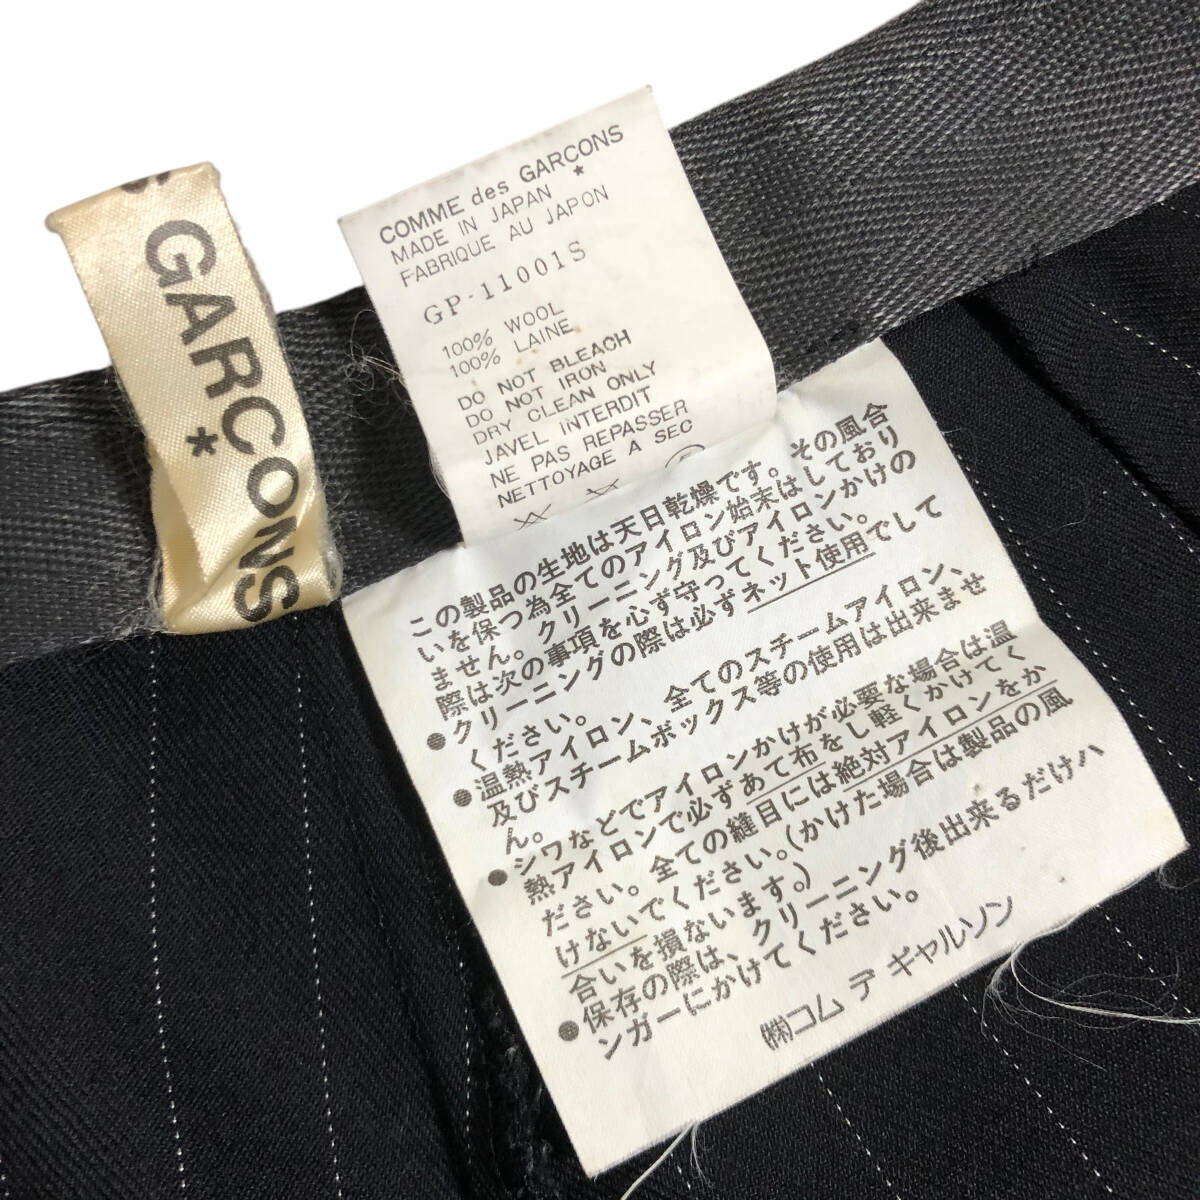 GARCONS
*
COMME des GARCONS
MADE IN JAPAN *
FABRIQUE AU JAPON
GP-11001S
100% WOOL
100% LAINE
DO NOT BLEACH
DO NOT IRON
DRY CLEAN ONLY
JAVEL INTERDIT
NE PAS REPASSER
NETTOYAGE A SEC
この製品の生地は天日乾燥です。その風合
いを保つ為全てのアイロン始末はしており
ません。クリーニング及びアイロンかけの
際は次の事項を必ず守ってください。
●クリーニングの際は必ずネット使用でして
ください。
●温熱アイロン、全てのスチームアイロン、
及びスチームボックス等の使用は出来ませ
ん。
●シワなどでアイロンかけが必要な場合は温
熱アイロンで必ずあて布をし軽くかけてく
ださい。全ての縫目には絶対アイロンをか
けないでください。(かけた場合は製品の風
合いを損ないます。)
●保存の際は、クリーニング後出来るだけハ
ンガーにかけてください。
㈱コム デ ギャルソン